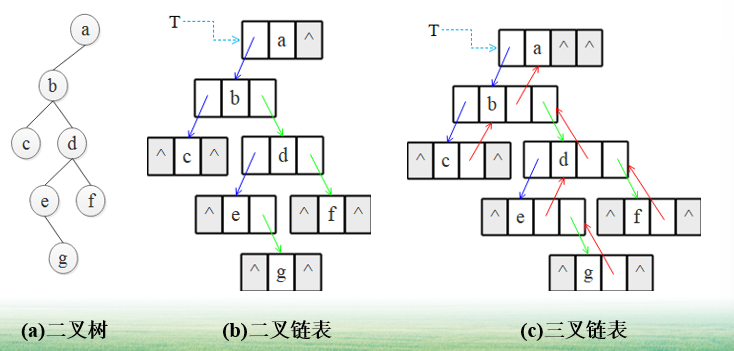 a
b
c
d
e
f
g
(a)二叉树
T
^
a
b
^ c ^
d
^ e
^ f ^
^ g ^
(b)二叉链表
T
a ^ ^
b
^ c ^
d
^ e
^ f ^
^ g ^
(c)三叉链表